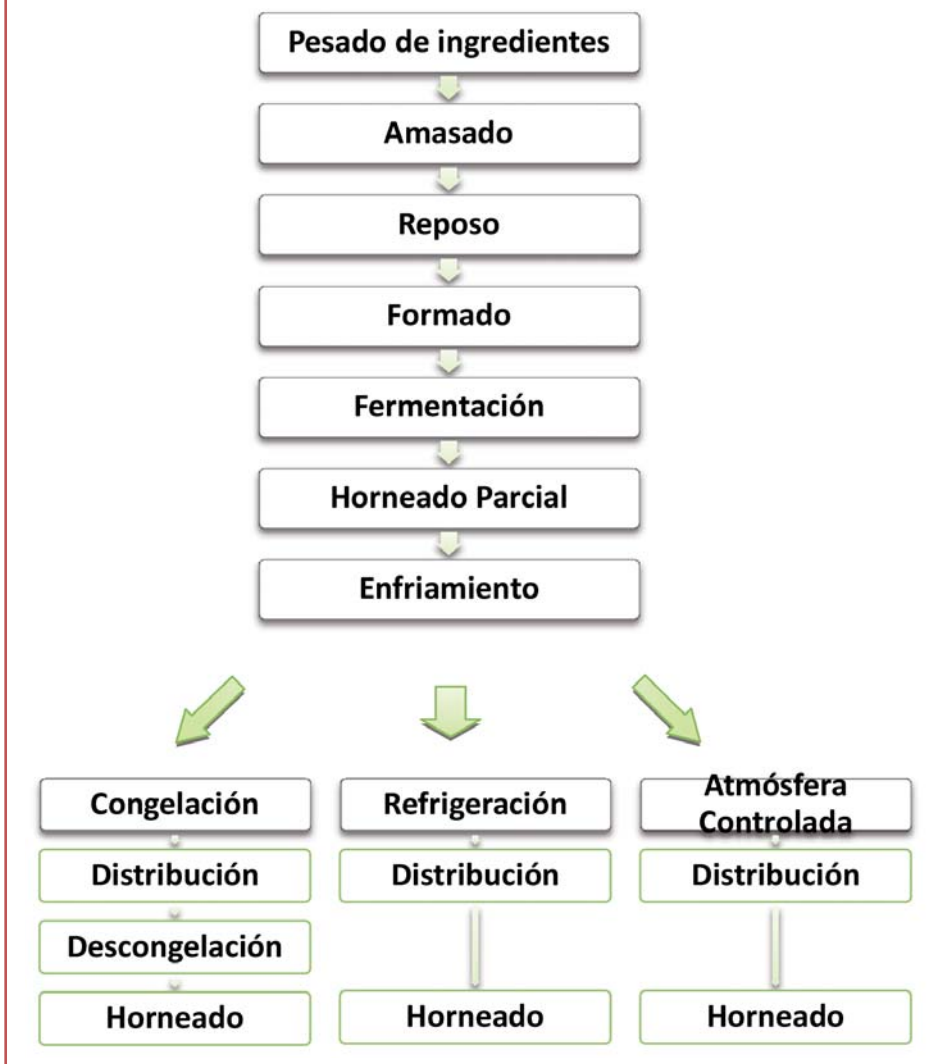 Pesado de ingredientes
Amasado
Reposo
Formado
Fermentación
Horneado Parcial
Enfriamiento
Congelación
Distribución
Descongelación
Horneado
Refrigeración
Distribución
Horneado
Atmósfera
Controlada
Distribución
Horneado